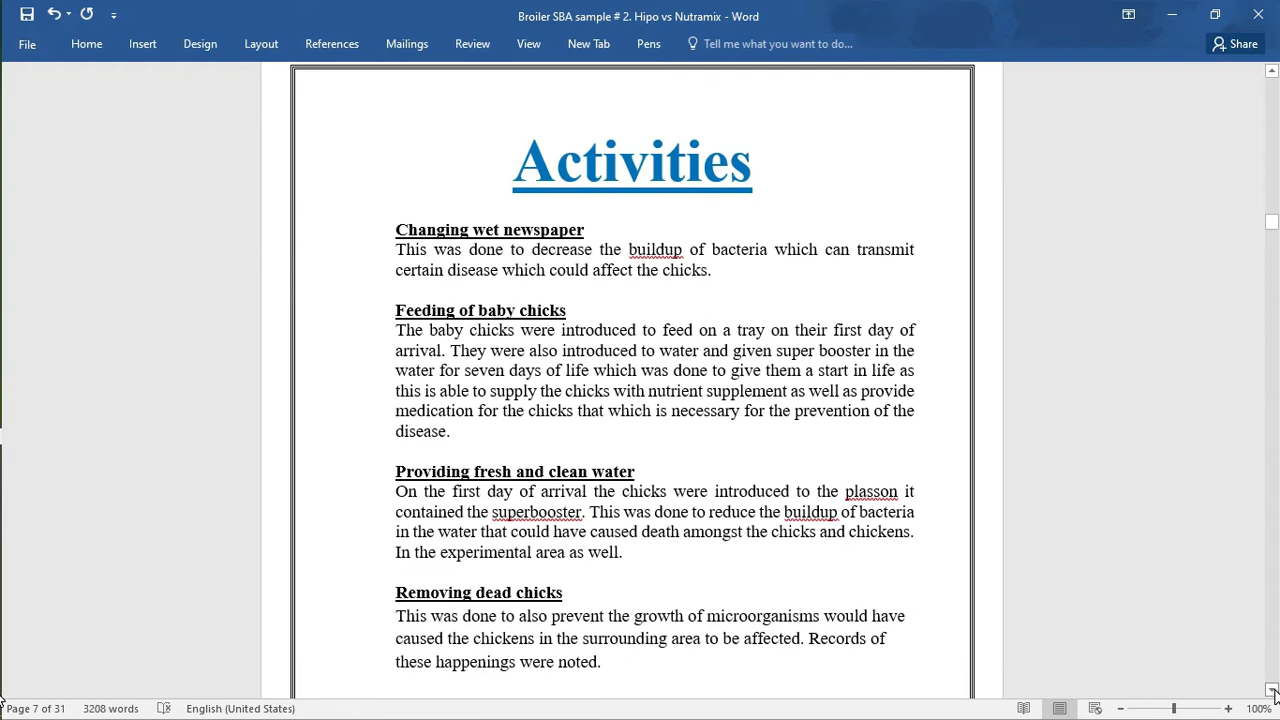 Broiler SBA sample # 2. Hipo vs Nutramix - Word
File Home Insert Design Layout References Mailings Review View New Tab Pens Tell me what you want to do... Share
Activities
Changing wet newspaper
This was done to decrease the buildup of bacteria which can transmit
certain disease which could affect the chicks.
Feeding of baby chicks
The baby chicks were introduced to feed on a tray on their first day of
arrival. They were also introduced to water and given super booster in the
water for seven days of life which was done to give them a start in life as
this is able to supply the chicks with nutrient supplement as well as provide
medication for the chicks that which is necessary for the prevention of the
disease.
Providing fresh and clean water
On the first day of arrival the chicks were introduced to the plasson it
contained the superbooster. This was done to reduce the buildup of bacteria
in the water that could have caused death amongst the chicks and chickens.
In the experimental area as well.
Removing dead chicks
This was done to also prevent the growth of microorganisms would have
caused the chickens in the surrounding area to be affected. Records of
these happenings were noted.
Page 7 of 31 3208 words English (United States) 100%